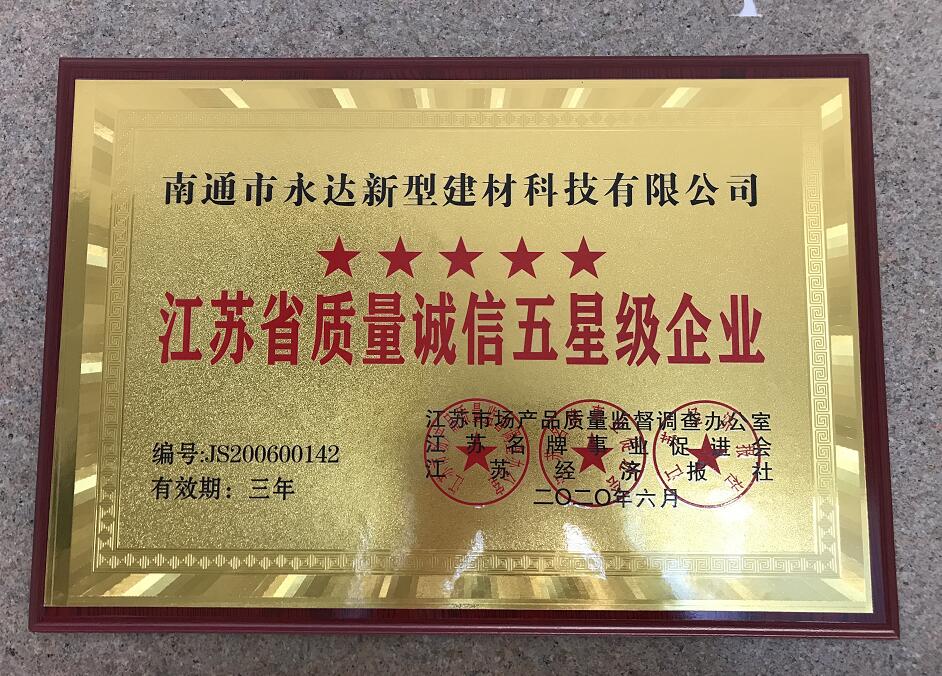 南通市永达新型建材科技有限公司
★★★★★
江苏省质量诚信五星级企业
江苏市场产品质量监督调查办公室
江苏名牌事业促进会
江苏经济报社
二〇二〇年六月
编号:JS200600142
有效期：三年